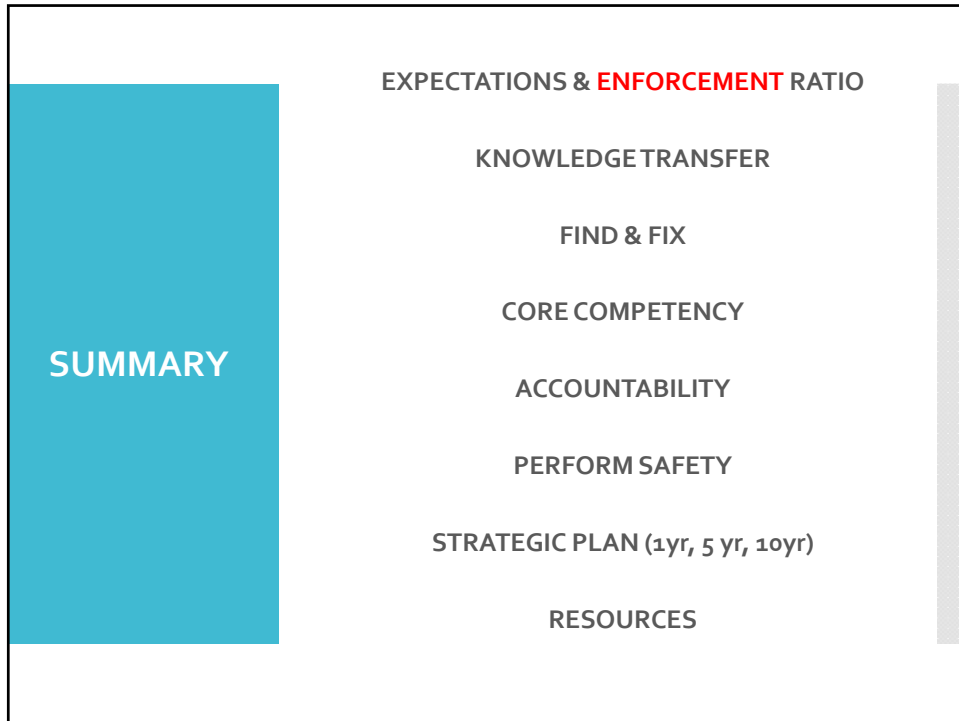 SUMMARY
EXPECTATIONS & ENFORCEMENT RATIO
KNOWLEDGE TRANSFER
FIND & FIX
CORE COMPETENCY
ACCOUNTABILITY
PERFORM SAFETY
STRATEGIC PLAN (1yr, 5 yr, 10yr)
RESOURCES